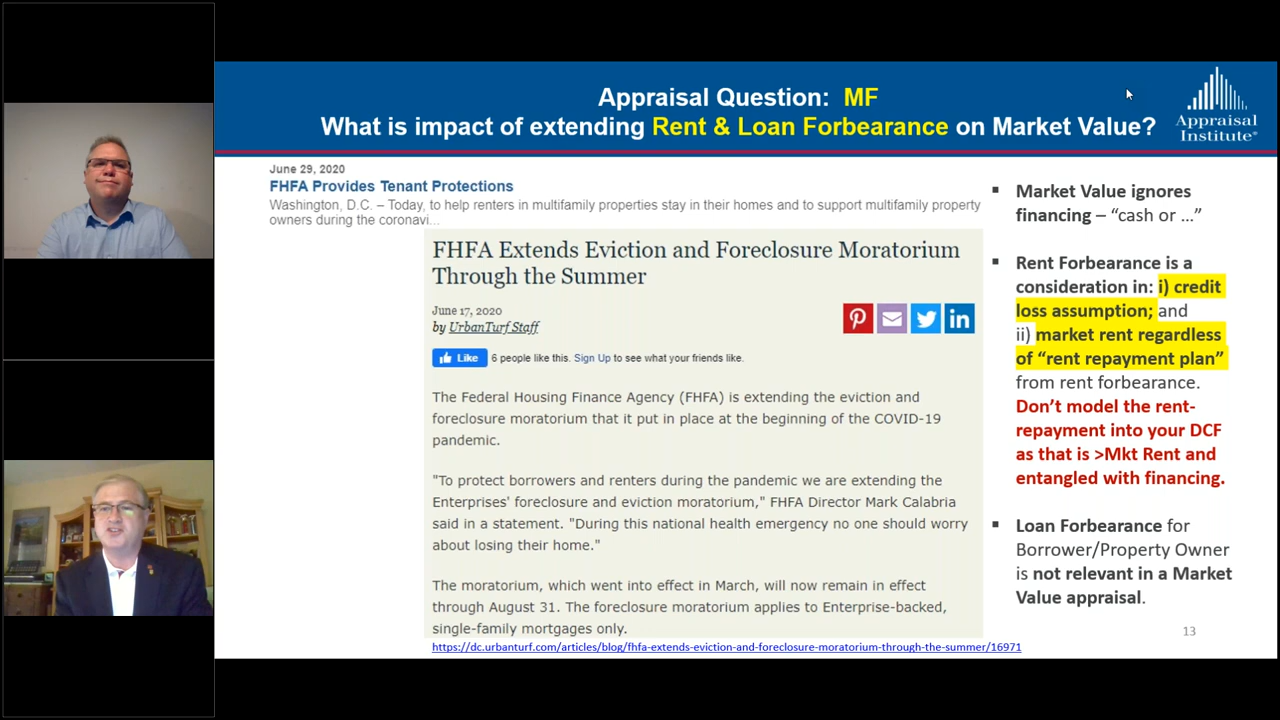 Appraisal Question: MF
What is impact of extending Rent & Loan Forbearance on Market Value?
Appraisal
Institute®
June 29, 2020
FHFA Provides Tenant Protections
Washington, D.C. – Today, to help renters in multifamily properties stay in their homes and to support multifamily property
owners during the coronavi...
FHFA Extends Eviction and Foreclosure Moratorium
Through the Summer
June 17, 2020
by UrbanTurf Staff
Like 6 people like this. Sign Up to see what your friends like.
The Federal Housing Finance Agency (FHFA) is extending the eviction and
foreclosure moratorium that it put in place at the beginning of the COVID-19
pandemic.
"To protect borrowers and renters during the pandemic we are extending the
Enterprises' foreclosure and eviction moratorium," FHFA Director Mark Calabria
said in a statement. "During this national health emergency no one should worry
about losing their home."
The moratorium, which went into effect in March, will now remain in effect
through August 31. The foreclosure moratorium applies to Enterprise-backed,
single-family mortgages only.
https://dc.urbanturf.com/articles/blog/fhfa-extends-eviction-and-foreclosure-moratorium-through-the-summer/16971
▪ Market Value ignores
financing – “cash or …”
▪ Rent Forbearance is a
consideration in: i) credit
loss assumption; and
ii) market rent regardless
of “rent repayment plan”
from rent forbearance.
Don’t model the rent-
repayment into your DCF
as that is >Mkt Rent and
entangled with financing.
▪ Loan Forbearance for
Borrower/Property Owner
is not relevant in a Market
Value appraisal.
13